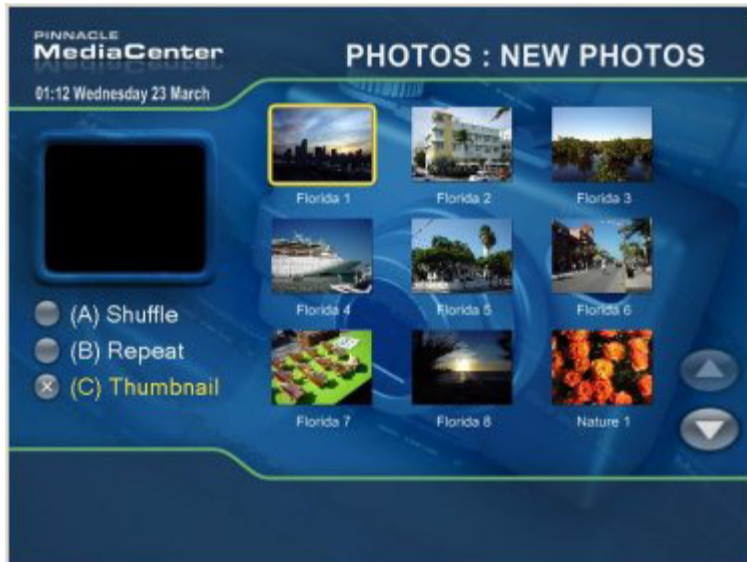 PINNACLE
MediaCenter
PHOTOS : NEW PHOTOS
01:12 Wednesday 23 March
Florida 1
Florida 2
Florida 3
Florida 4
Florida 5
Florida 6
(A) Shuffle
(B) Repeat
(C) Thumbnail
Florida 7
Florida 8
Nature 1